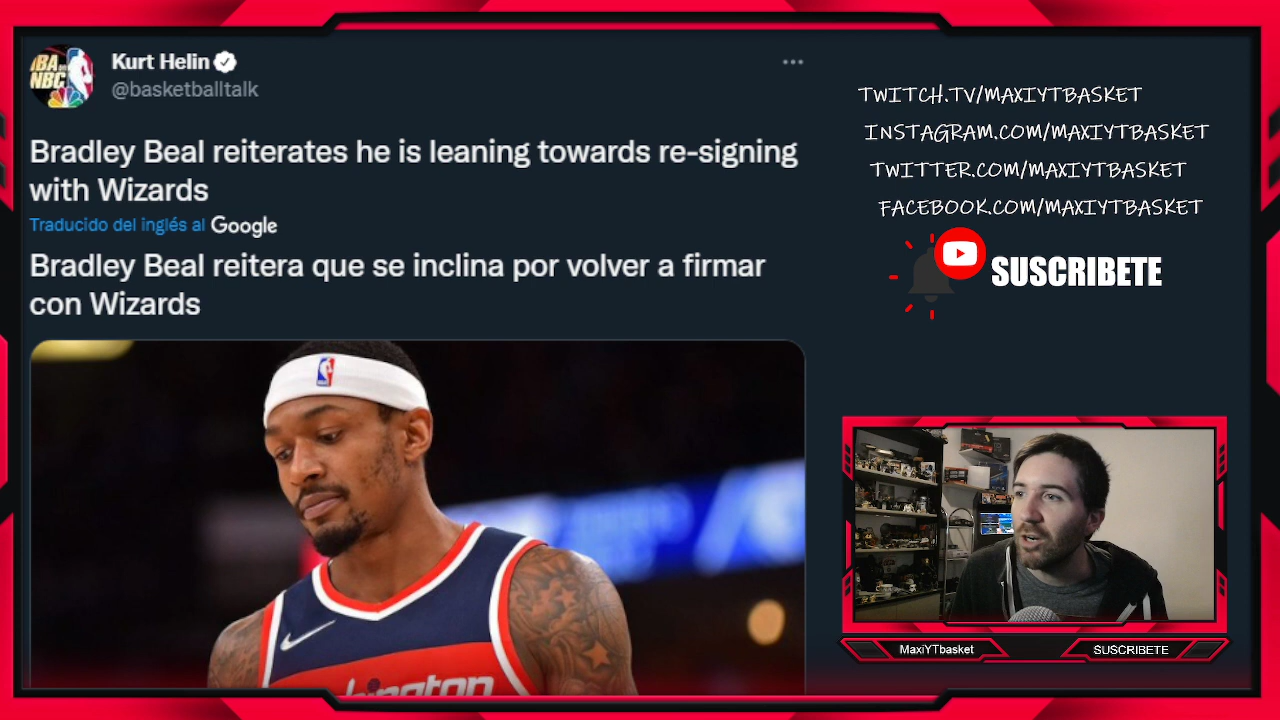 Kurt Helin
@basketballtalk
Bradley Beal reiterates he is leaning towards re-signing
with Wizards
Traducido del inglés al Google
Bradley Beal reitera que se inclina por volver a firmar
con Wizards
TWITCH.TV/MAXIYTBASKET
INSTAGRAM.COM/MAXIYTBASKET
TWITTER.COM/MAXIYTBASKET
FACEBOOK.COM/MAXIYTBASKET
SUSCRIBETE
MaxiYTbasket
SUSCRIBETE